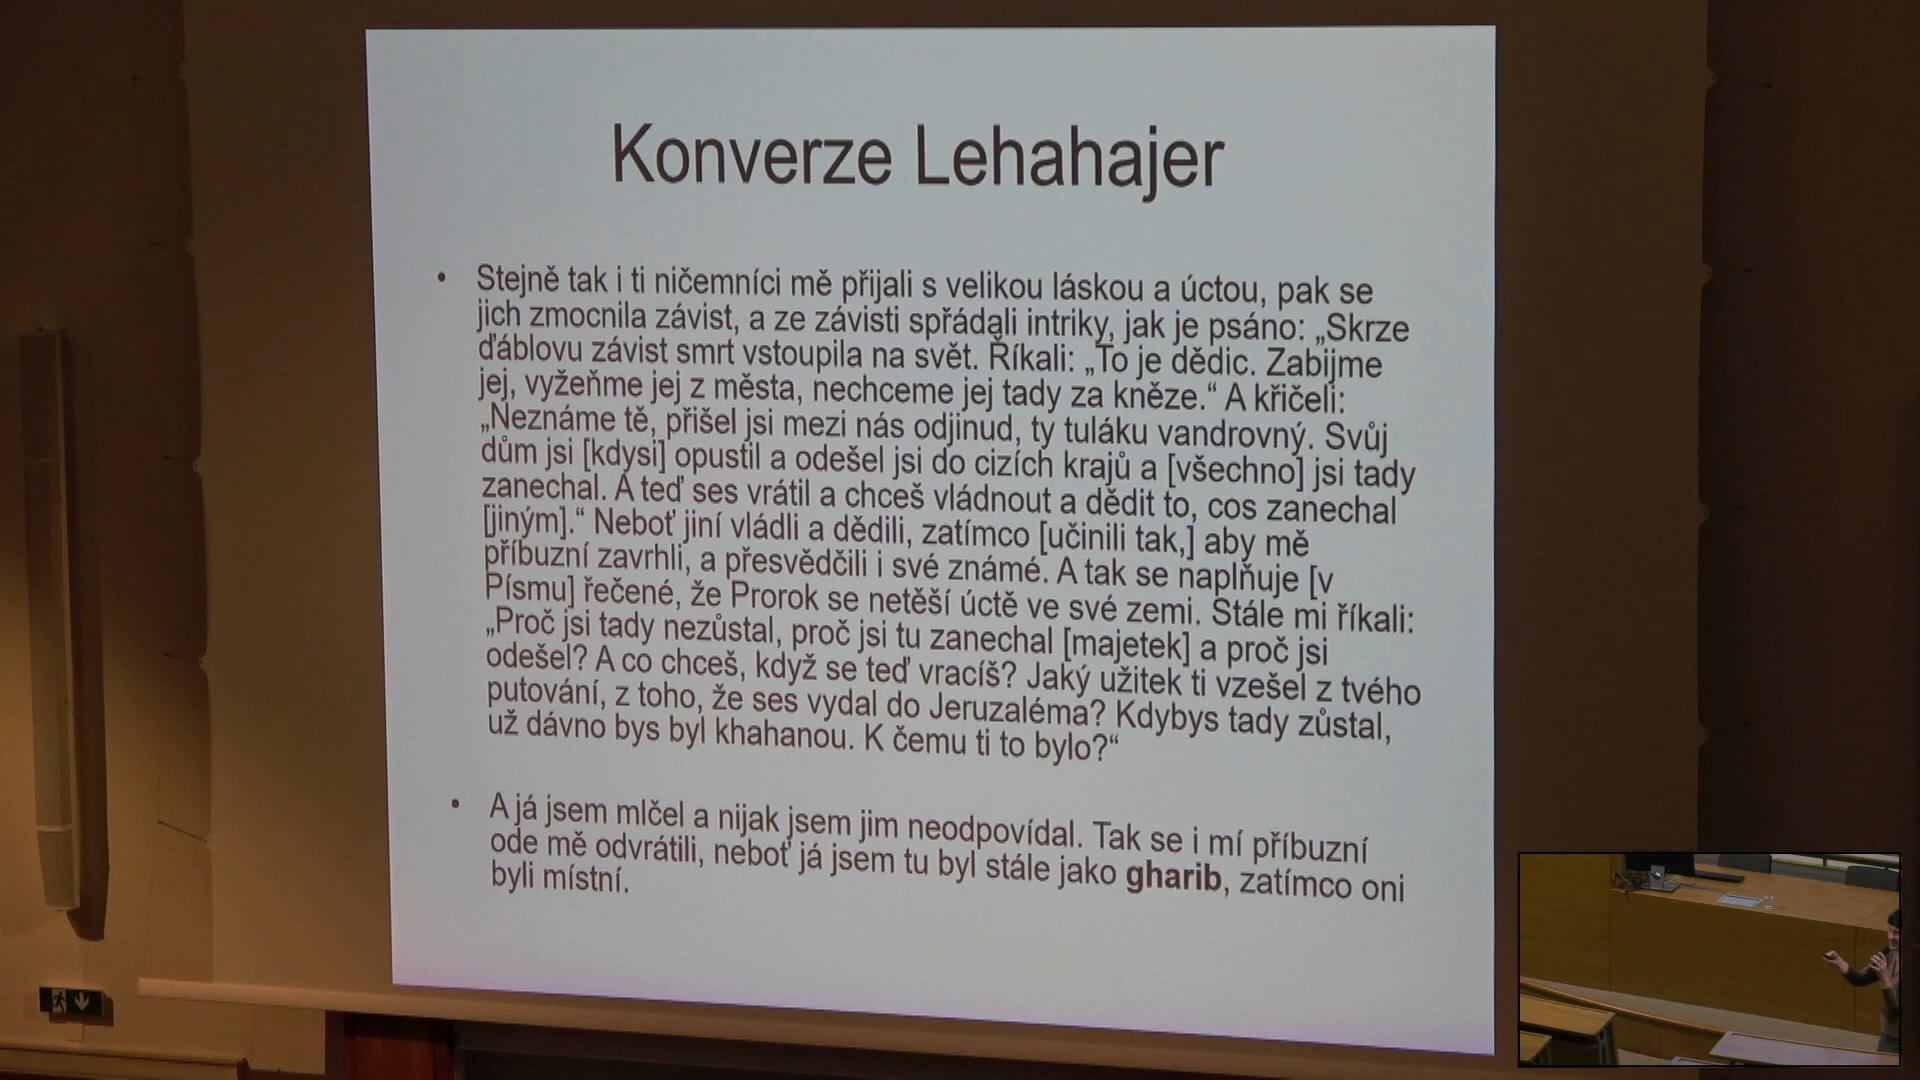 Konverze Lehahajer
• Stejně tak i ti ničemníci mě přijali s velikou láskou a úctou, pak se
jich zmocnila závist, a ze závisti spřádali intriky, jak je psáno: „Skrze
ďáblovu závist smrt vstoupila na svět. Říkali: „To je dědic. Zabijme
jej, vyžeňme jej z města, nechceme jej tady za kněze.“ A křičeli:
„Neznáme tě, přišel jsi mezi nás odjinud, ty tuláku vandrovný. Svůj
dům jsi [kdysi] opustil a odešel jsi do cizích krajů a [všechno] jsi tady
zanechal. A teď ses vrátil a chceš vládnout a dědit to, cos zanechal
[jiným].“ Neboť jiní vládli a dědili, zatímco [učinili tak,] aby mě
příbuzní zavrhli, a přesvědčili i své známé. A tak se naplňuje [v
Písmu] řečené, že Prorok se netěší úctě ve své zemi. Stále mi říkali:
„Proč jsi tady nezůstal, proč jsi tu zanechal [majetek] a proč jsi
odešel? A co chceš, když se teď vracíš? Jaký užitek ti vzešel z tvého
putování, z toho, že ses vydal do Jeruzaléma? Kdybys tady zůstal,
už dávno bys byl khahanou. K čemu ti to bylo?“
• A já jsem mlčel a nijak jsem jim neodpovídal. Tak se i mí příbuzní
ode mě odvrátili, neboť já jsem tu byl stále jako gharib, zatímco oni
byli místní.